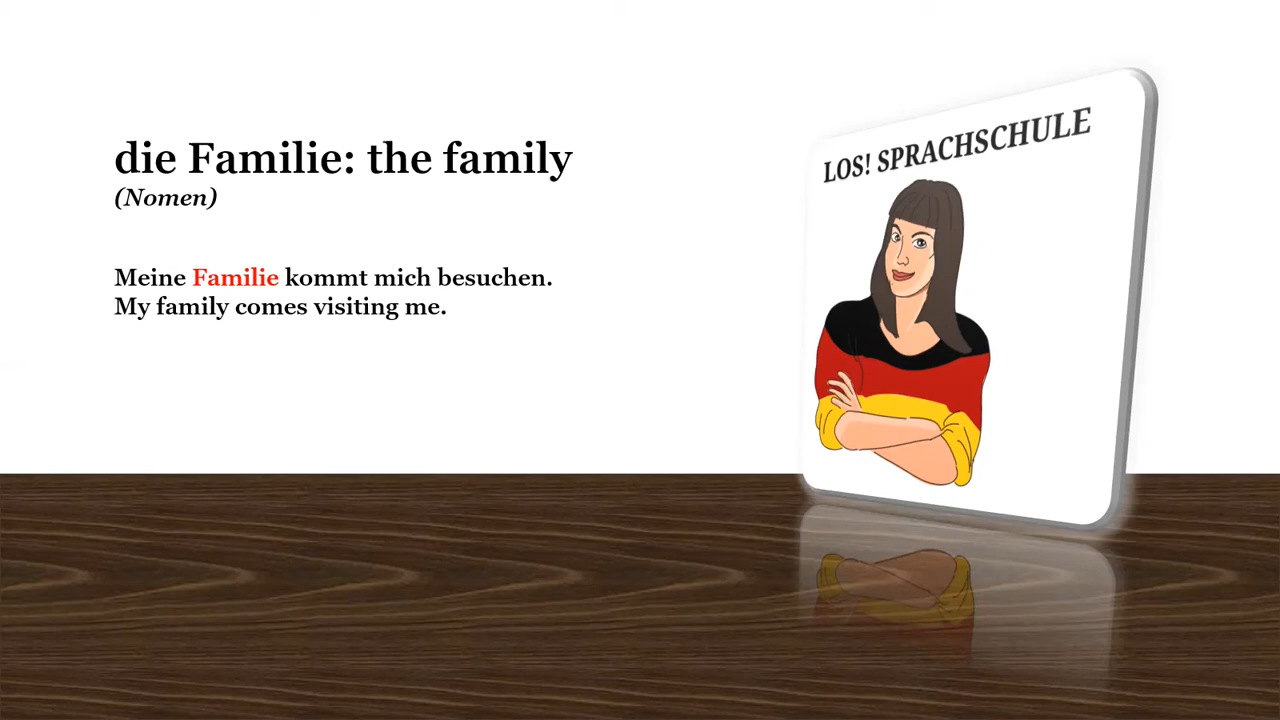 die Familie: the family
(Nomen)
Meine Familie kommt mich besuchen.
My family comes visiting me.
LOS! SPRACHSCHULE